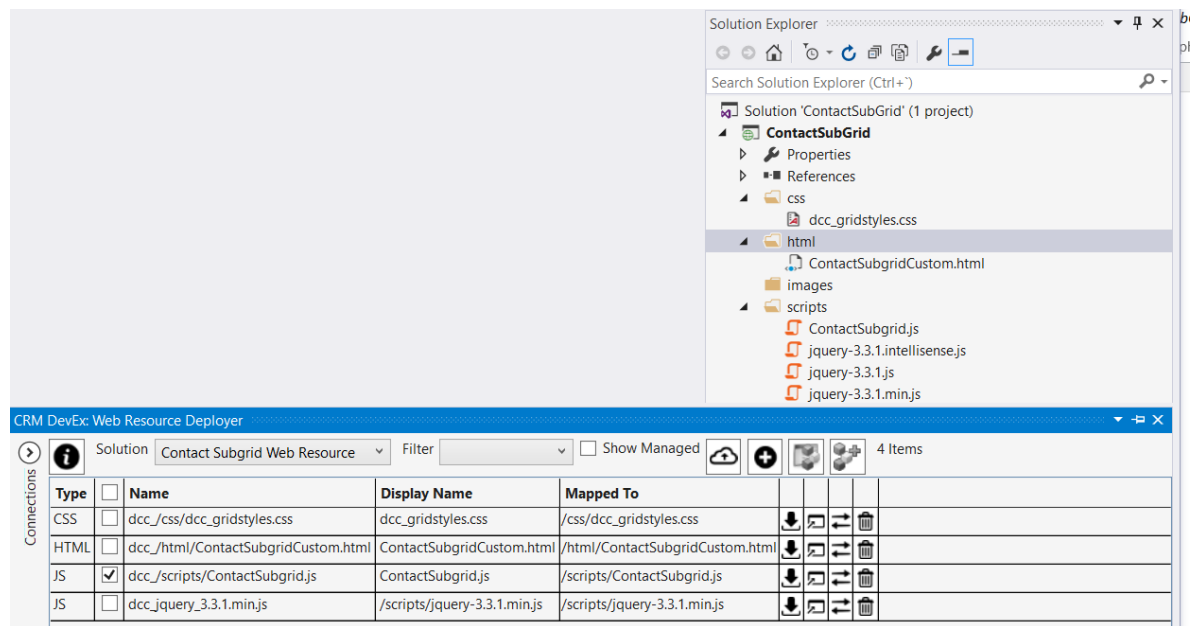 Solution Explorer
Search Solution Explorer (Ctrl+`)
Solution 'ContactSubGrid' (1 project)
ContactSubGrid
Properties
References
css
dcc_gridstyles.css
html
ContactSubgridCustom.html
images
scripts
ContactSubgrid.js
jquery-3.3.1.intellisense.js
jquery-3.3.1.js
jquery-3.3.1.min.js
CRM DevEx: Web Resource Deployer
Connections
Solution Contact Subgrid Web Resource Filter Show Managed 4 Items
Type Name Display Name Mapped To
CSS dcc_/css/dcc_gridstyles.css dcc_gridstyles.css /css/dcc_gridstyles.css
HTML dcc_/html/ContactSubgridCustom.html ContactSubgridCustom.html /html/ContactSubgridCustom.html
JS dcc_/scripts/ContactSubgrid.js ContactSubgrid.js /scripts/ContactSubgrid.js
JS dcc_jquery_3.3.1.min.js /scripts/jquery-3.3.1.min.js /scripts/jquery-3.3.1.min.js